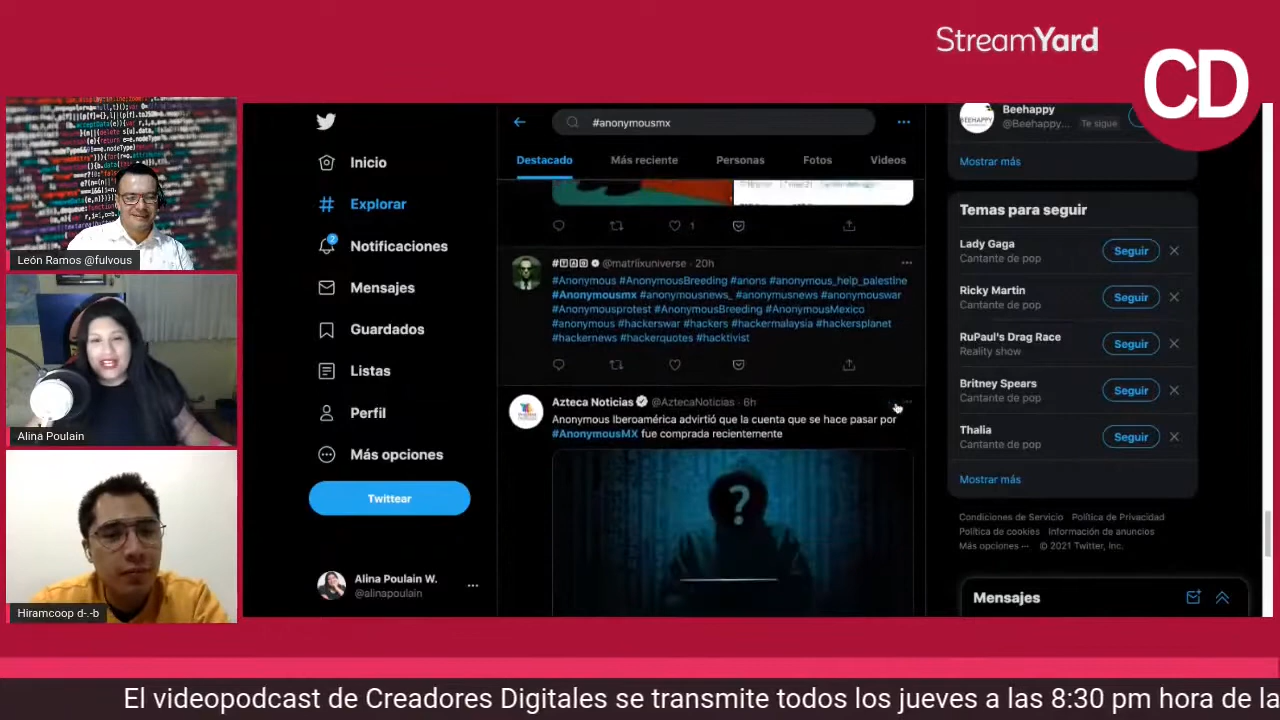 StreamYard
CD
León Ramos @fulvous
Alina Poulain
Hiramcoop d-.-b
Inicio
Explorar
2
Notificaciones
Mensajes
Guardados
Listas
Perfil
Más opciones
Twittear
Alina Poulain W.
@alinapoulain
#anonymousmx
Destacado
Más reciente
Personas
Fotos
Videos
1
@matrlixuniverse · 20h
#Anonymous #AnonymousBreeding #anons #anonymous_help_palestine
#Anonymousmx #anonymousnews_ #anonymusnews #anonymouswar
#Anonymousprotest #AnonymousBreeding #AnonymousMexico
#anonymous #hackerswar #hackers #hackermalaysia #hackersplanet
#hackernews #hackerquotes #hacktivist
Azteca Noticias @AztecaNoticias · 6h
Anonymous Iberoamérica advirtió que la cuenta que se hace pasar por
#AnonymousMX fue comprada recientemente
?
Beehappy
@Beehappy... Te sigue
Mostrar más
Temas para seguir
Lady Gaga
Cantante de pop
Seguir
Ricky Martin
Cantante de pop
Seguir
RuPaul's Drag Race
Reality show
Seguir
Britney Spears
Cantante de pop
Seguir
Thalia
Cantante de pop
Seguir
Mostrar más
Condiciones de Servicio Política de Privacidad
Política de cookies Información de anuncios
Más opciones ··· © 2021 Twitter, Inc.
Mensajes
El videopodcast de Creadores Digitales se transmite todos los jueves a las 8:30 pm hora de la